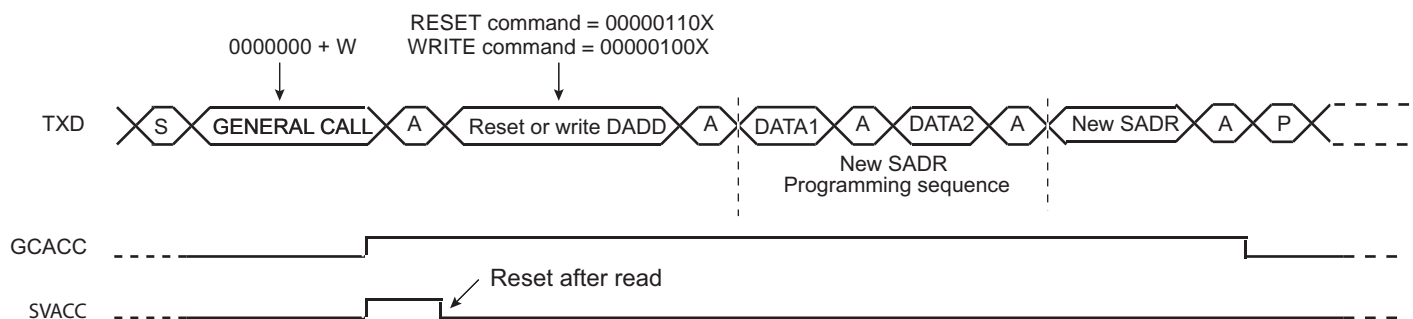 RESET command = 00000110X
0000000 + W
WRITE command = 00000100X
TXD
S
GENERAL CALL
A
Reset or write DADD
A
DATA1
A
DATA2
A
New SADR
A
P
New SADR
Programming sequence
GCACC
Reset after read
SVACC